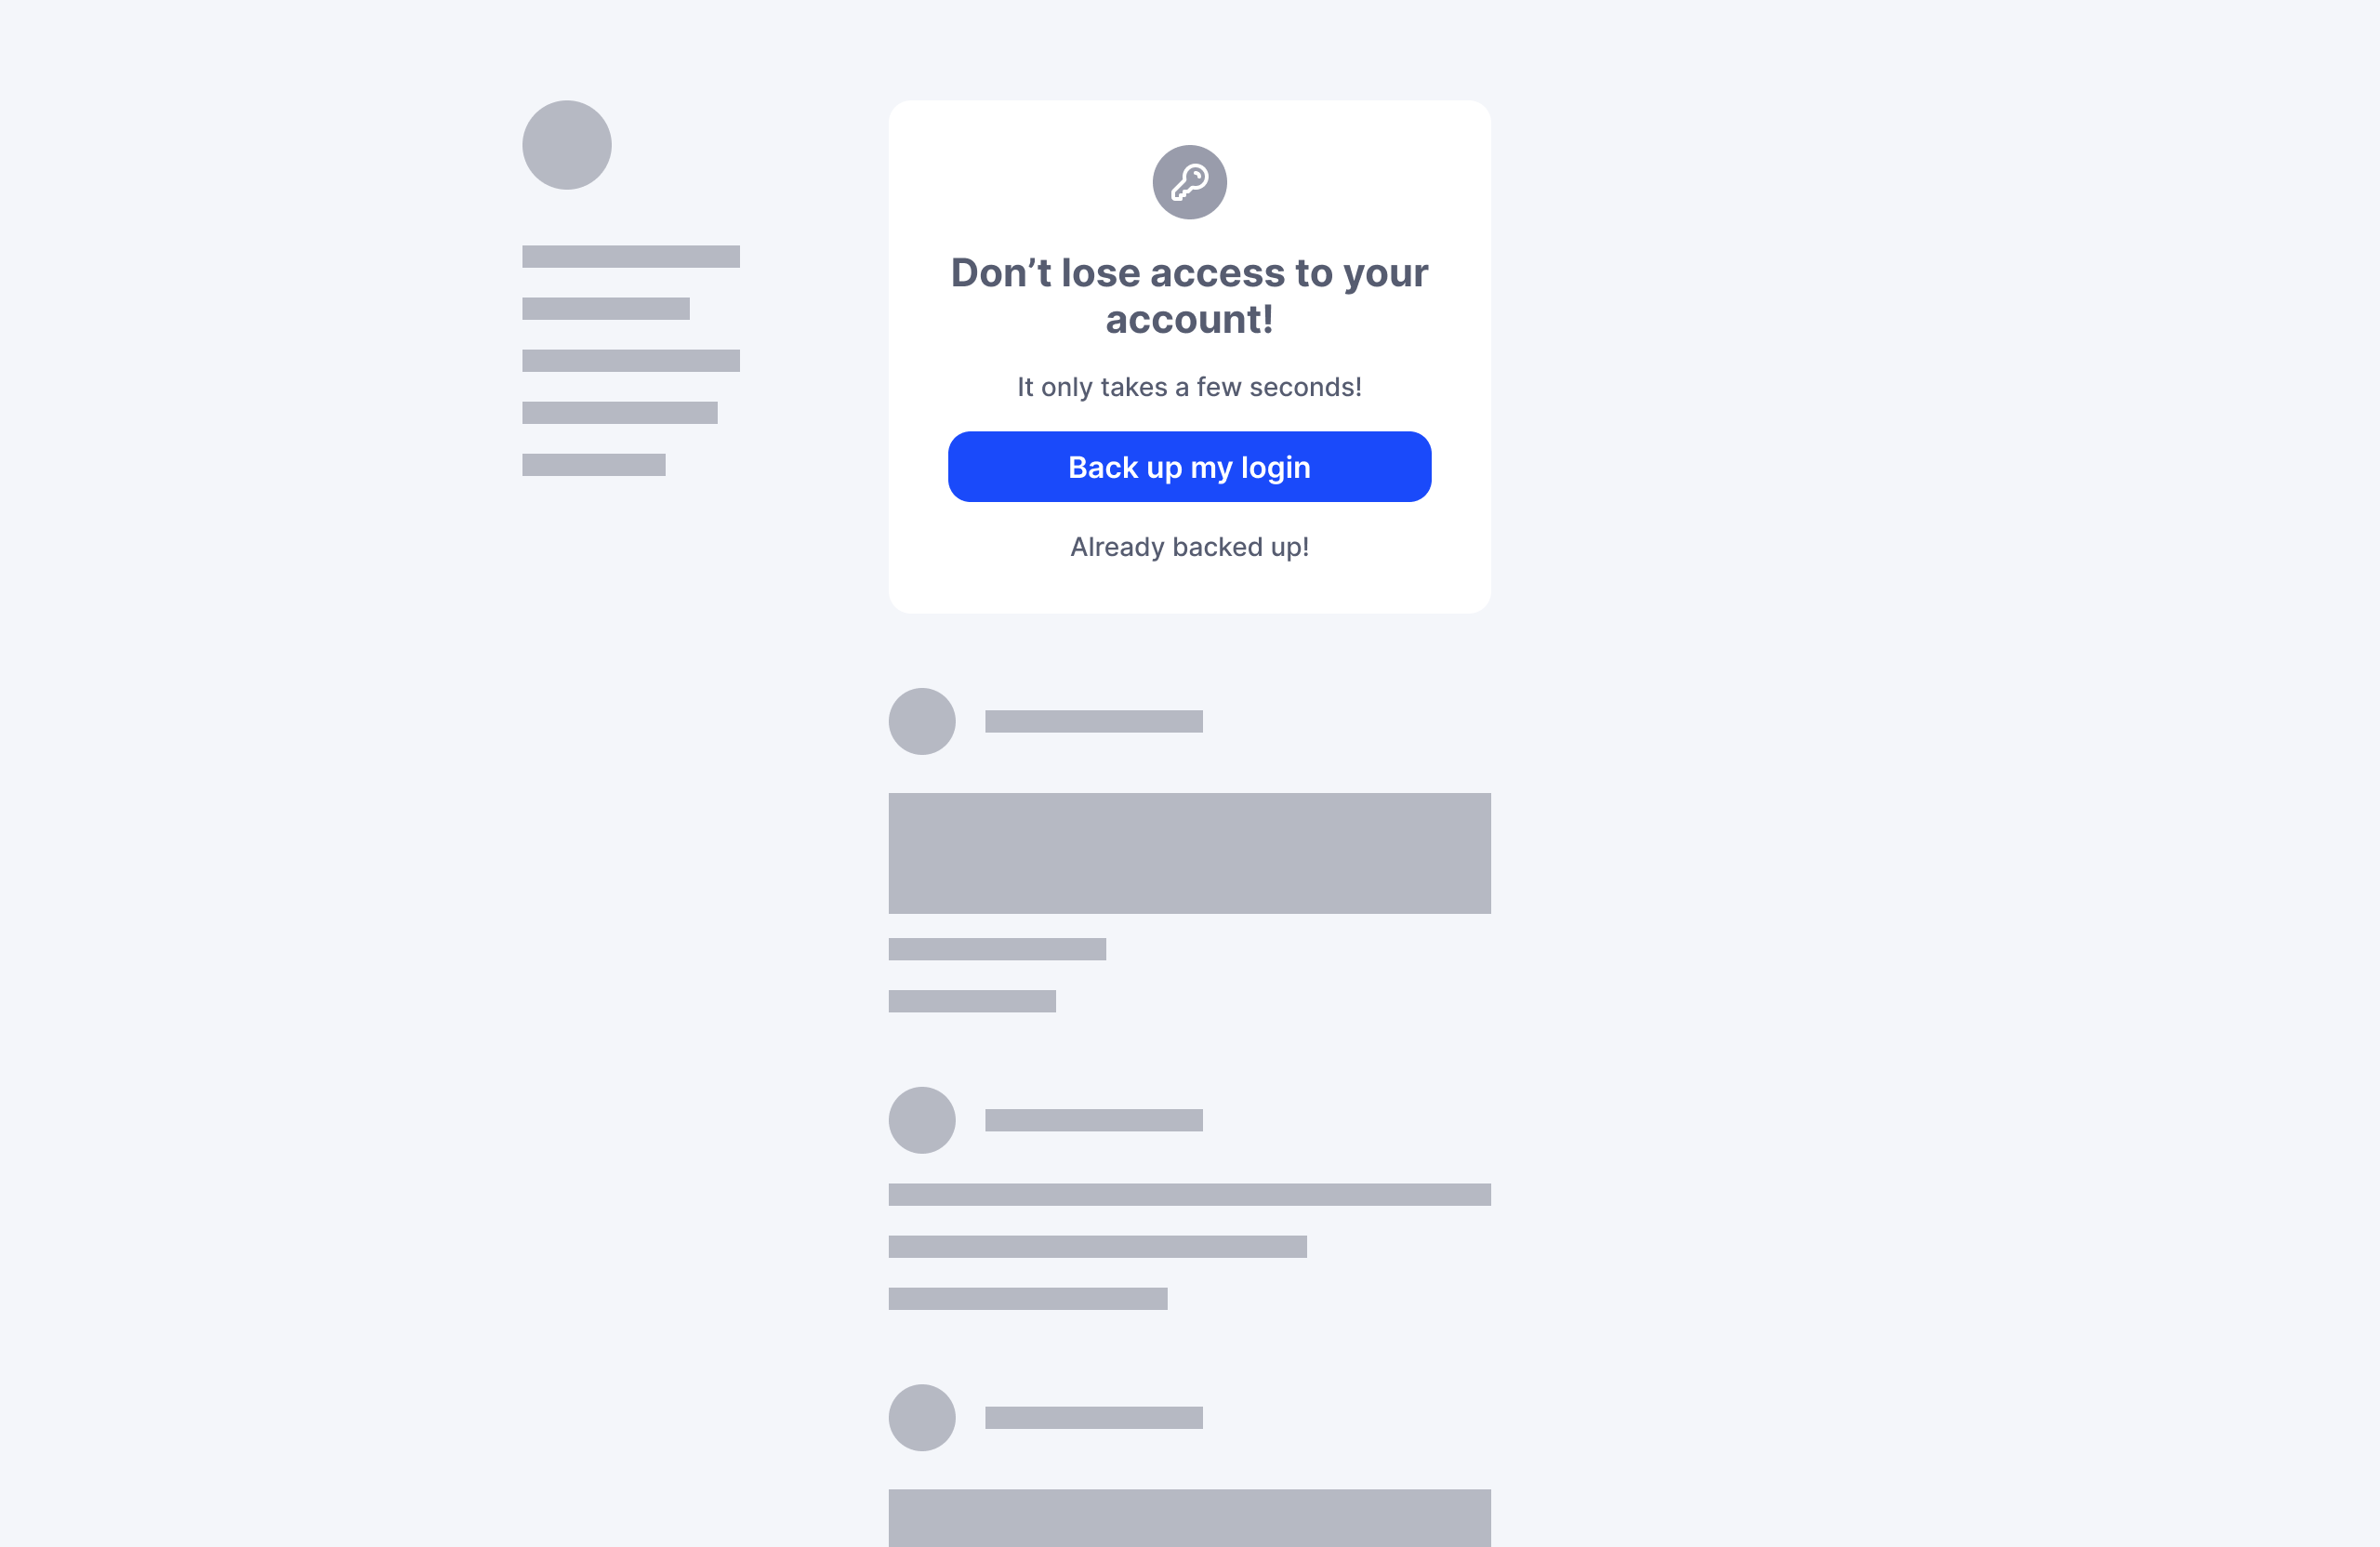 Don’t lose access to your
account!
It only takes a few seconds!
Back up my login
Already backed up!